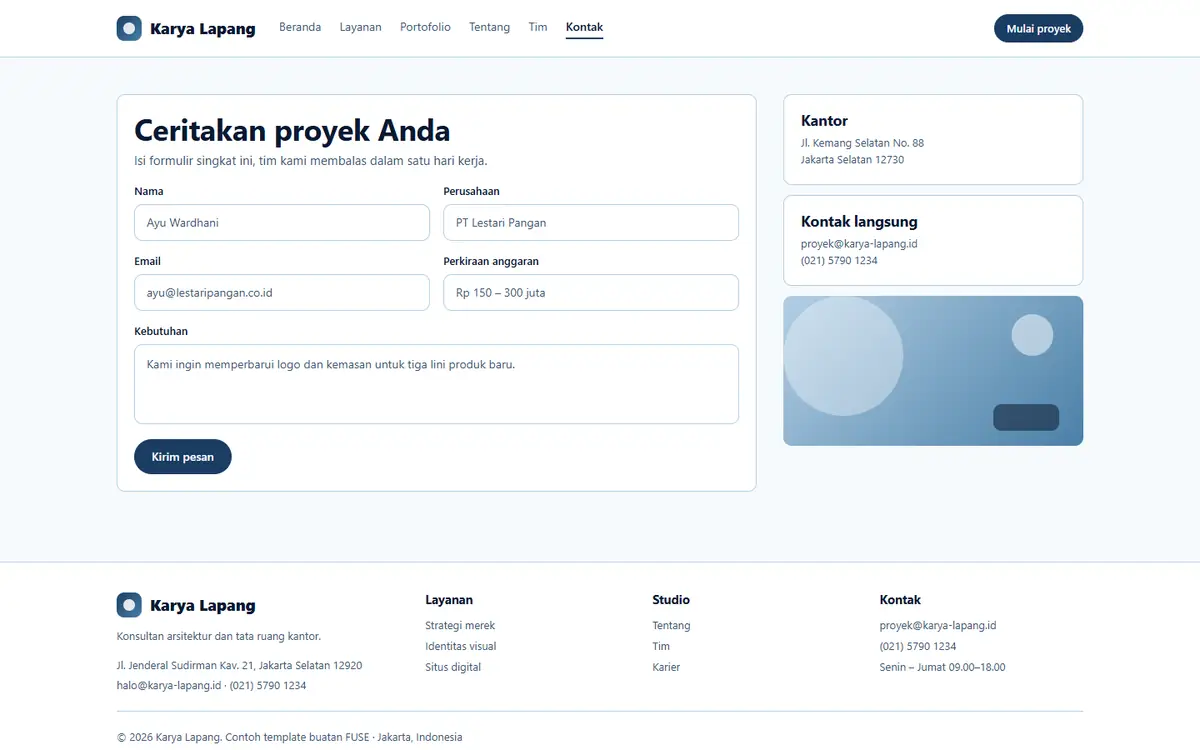 Karya Lapang
Beranda
Layanan
Portofolio
Tentang
Tim
Kontak
Mulai proyek
Ceritakan proyek Anda
Isi formulir singkat ini, tim kami membalas dalam satu hari kerja.
Nama
Perusahaan
Ayu Wardhani
PT Lestari Pangan
Email
Perkiraan anggaran
ayu@lestaripangan.co.id
Rp 150 – 300 juta
Kebutuhan
Kami ingin memperbarui logo dan kemasan untuk tiga lini produk baru.
Kirim pesan
Kantor
Jl. Kemang Selatan No. 88
Jakarta Selatan 12730
Kontak langsung
proyek@karya-lapang.id
(021) 5790 1234
Karya Lapang
Konsultan arsitektur dan tata ruang kantor.
Jl. Jenderal Sudirman Kav. 21, Jakarta Selatan 12920
halo@karya-lapang.id · (021) 5790 1234
Layanan
Strategi merek
Identitas visual
Situs digital
Studio
Tentang
Tim
Karier
Kontak
proyek@karya-lapang.id
(021) 5790 1234
Senin – Jumat 09.00–18.00
© 2026 Karya Lapang. Contoh template buatan FUSE · Jakarta, Indonesia